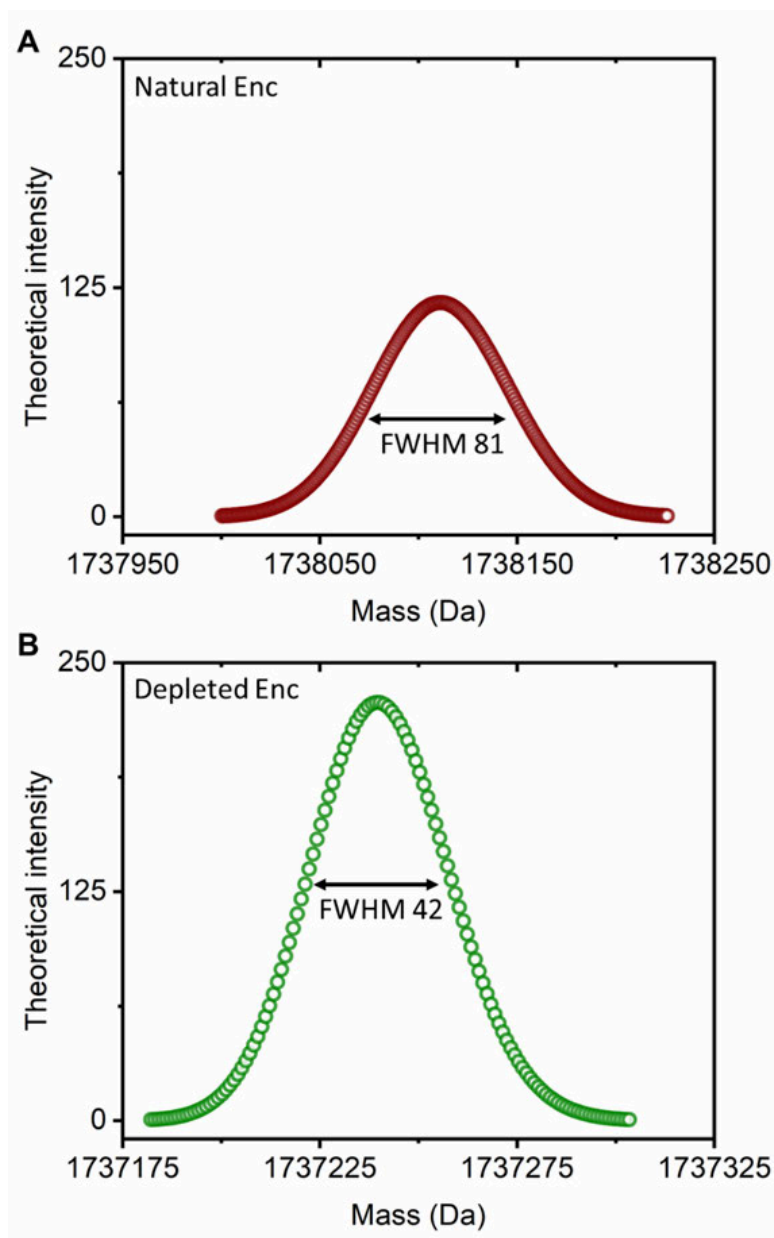 A
250
Natural Enc
125
Theoretical intensity
FWHM 81
0
1737950 1738050 1738150 1738250
Mass (Da)
B
250
Depleted Enc
125
Theoretical intensity
FWHM 42
0
1737175 1737225 1737275 1737325
Mass (Da)